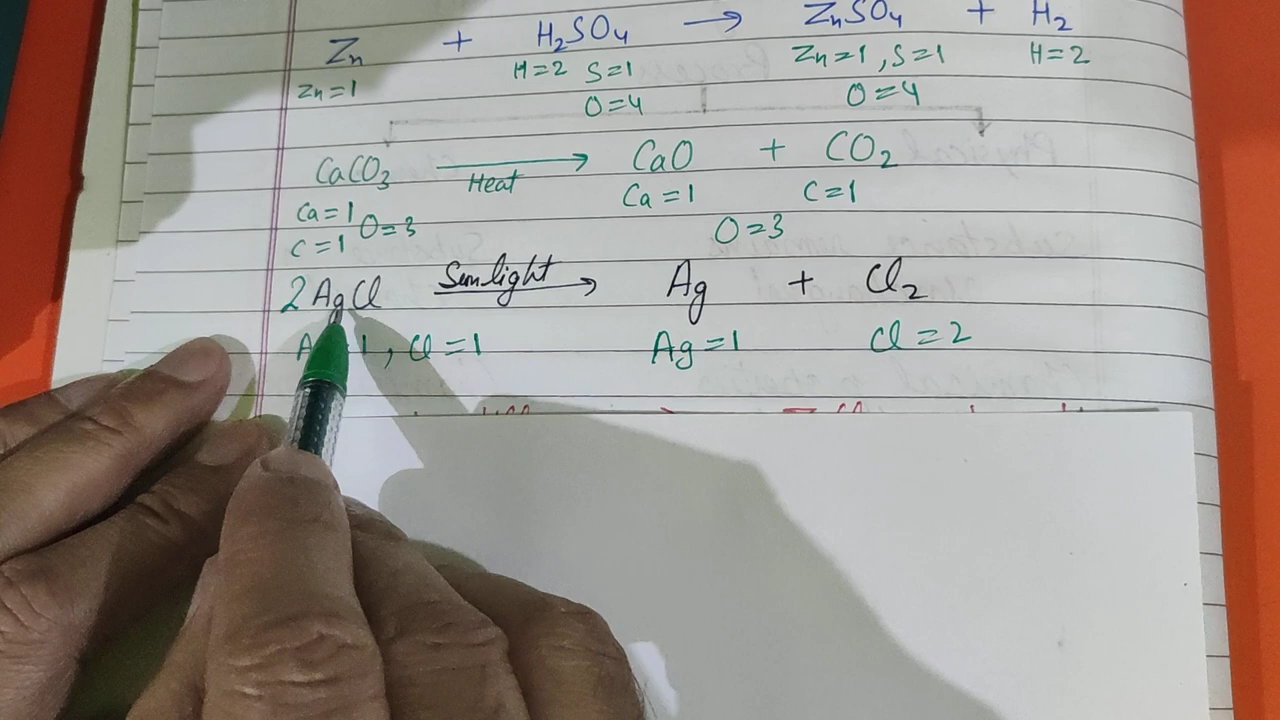 Zn + H2SO4 → ZnSO4 + H2
Zn=1 H=2 S=1 Zn=1, S=1 H=2
O=4 O=4
CaCO3 Heat → CaO + CO2
Ca=1 O=3 Ca=1 C=1
C=1 O=3
2AgCl Sunlight → Ag + Cl2
1, Cl=1 Ag=1 Cl=2